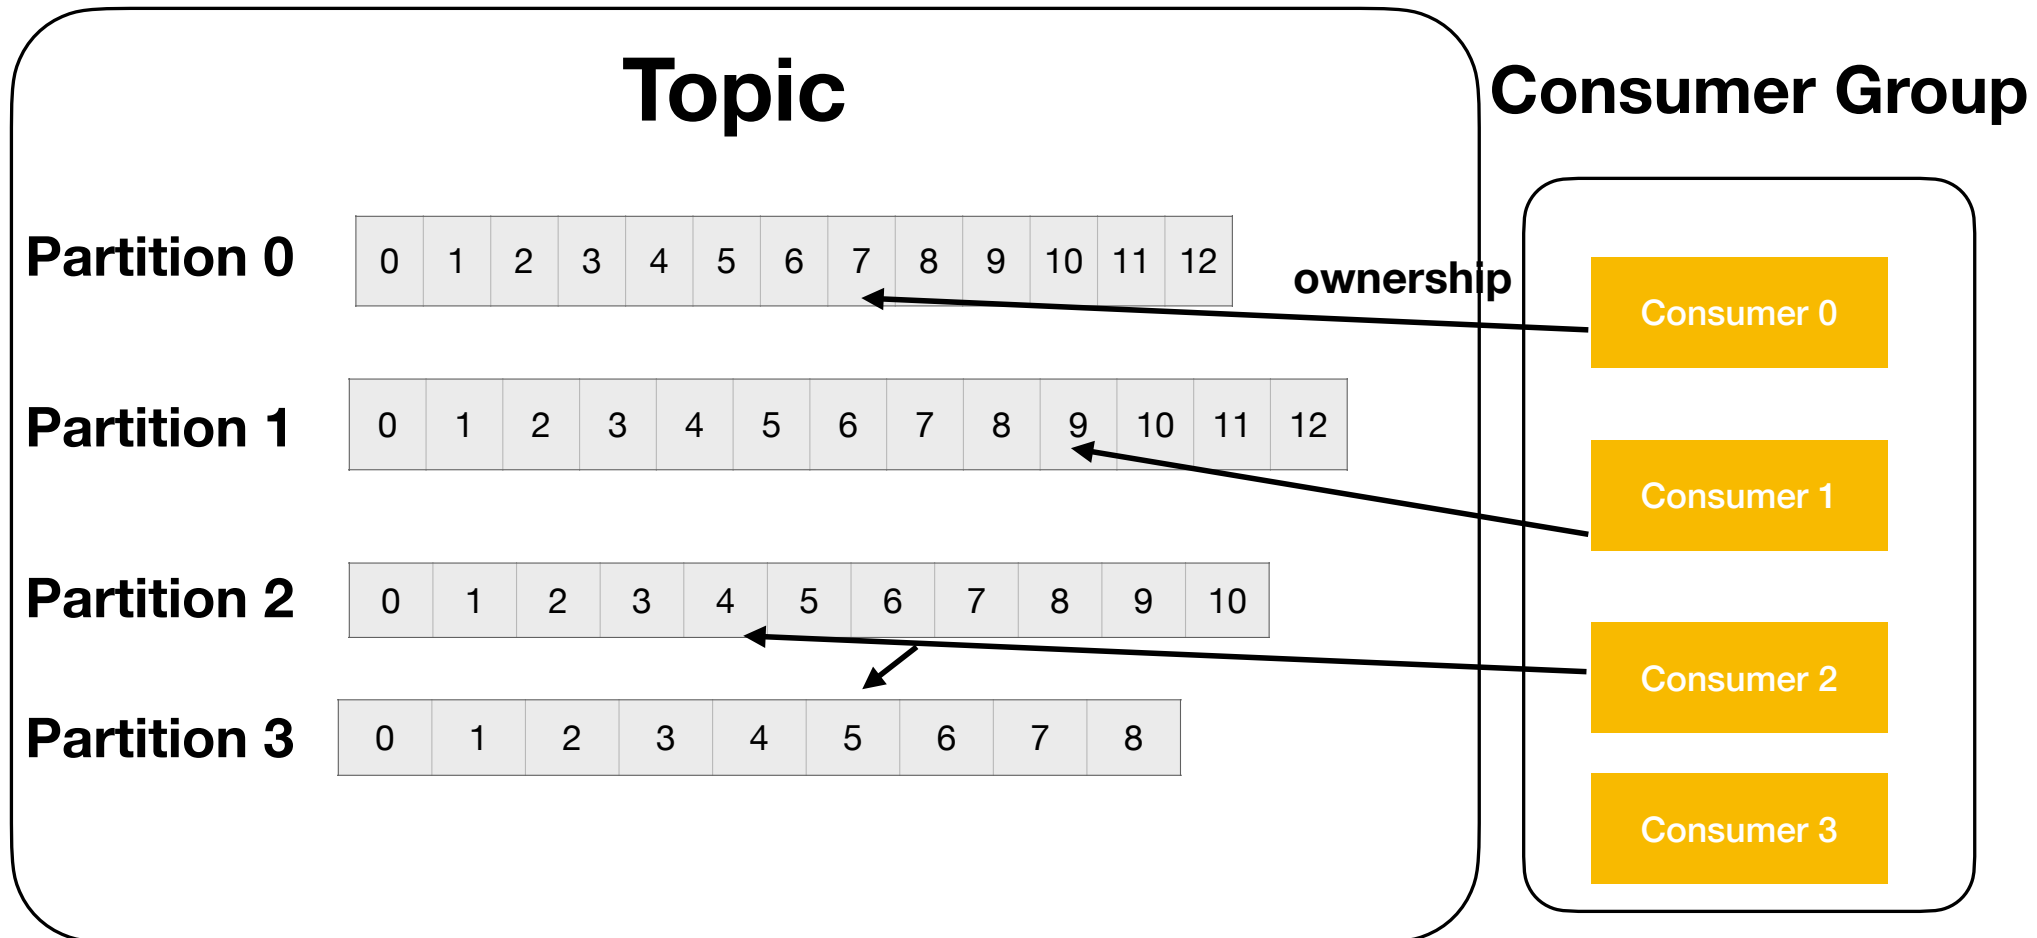 Topic
Consumer Group
Partition 0
0 1 2 3 4 5 6 7 8 9 10 11 12
ownership
Consumer 0
Partition 1
0 1 2 3 4 5 6 7 8 9 10 11 12
Consumer 1
Partition 2
0 1 2 3 4 5 6 7 8 9 10
Consumer 2
Partition 3
0 1 2 3 4 5 6 7 8
Consumer 3